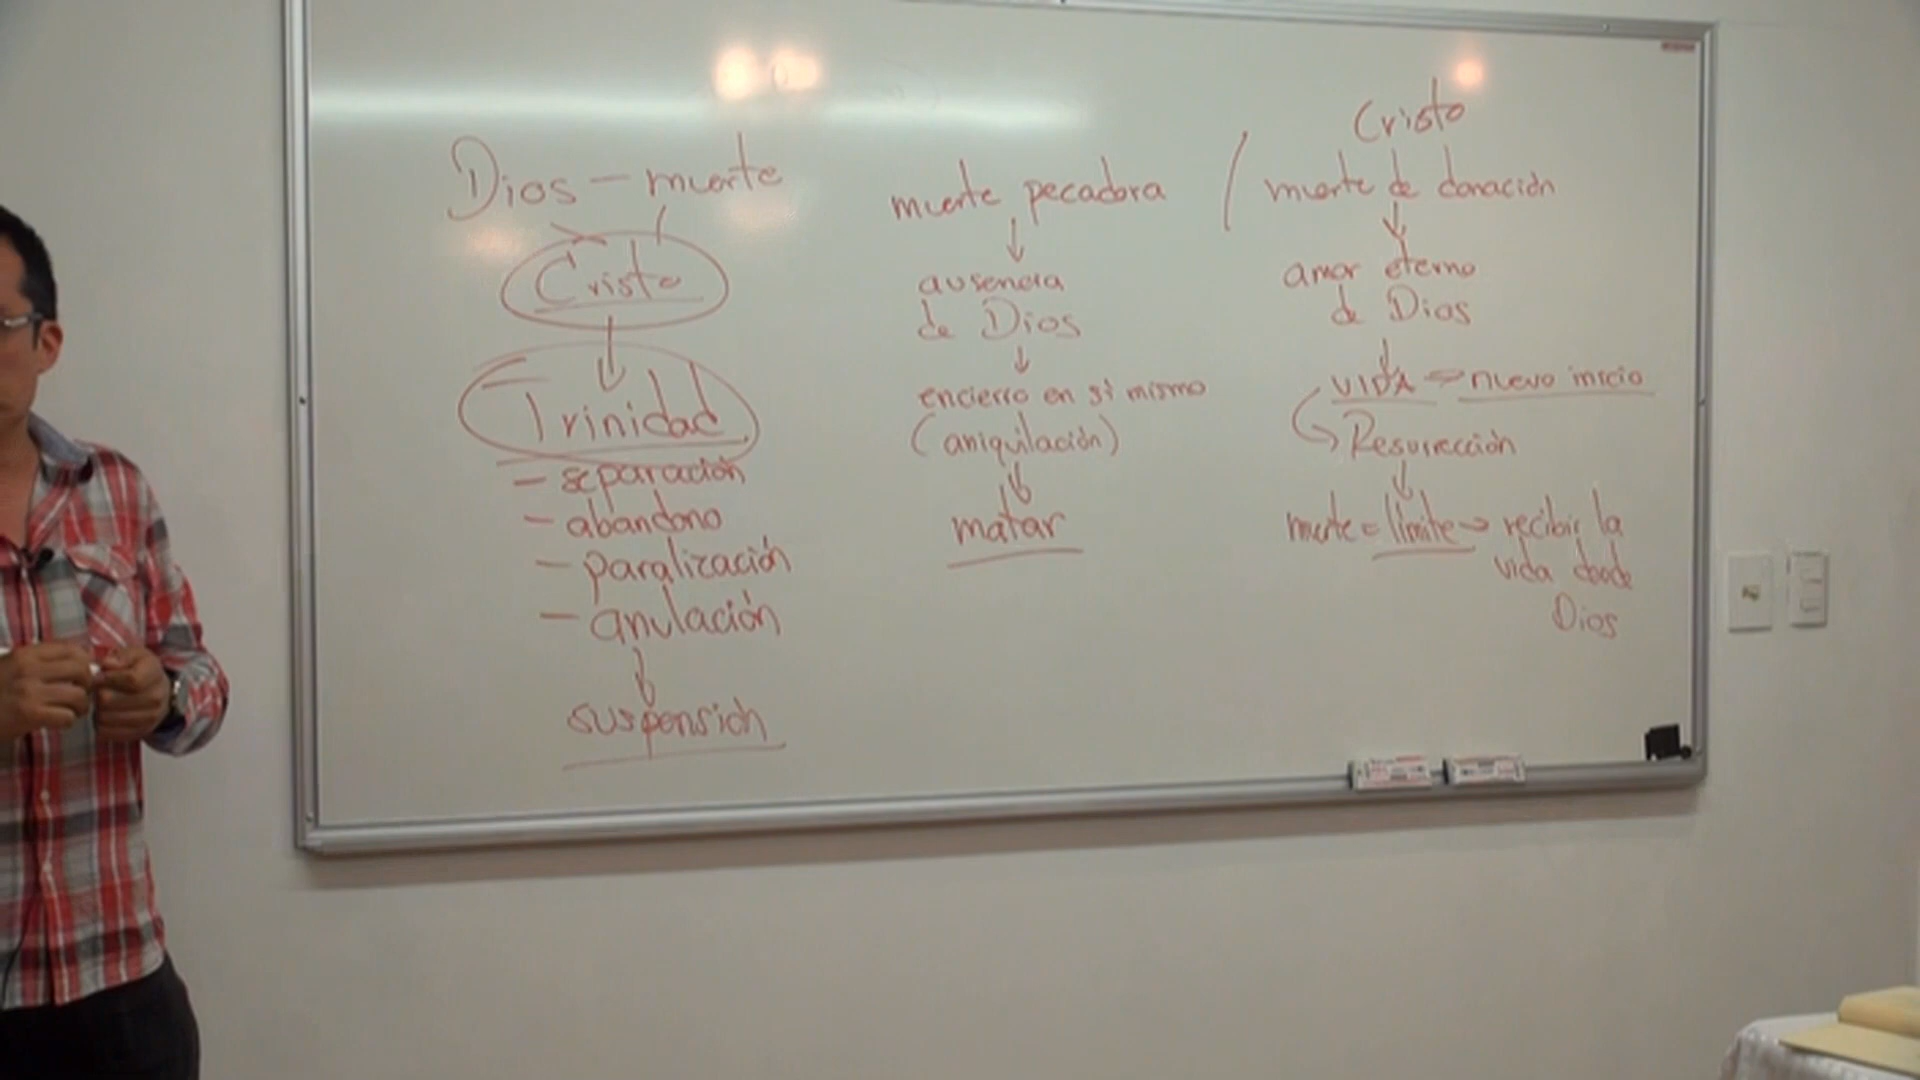 Dios - muerte
Cristo
Trinidad
- separación
- abandono
- paralización
- anulación
suspensión
muerte pecadora
ausencia
de Dios
encierro en sí mismo
(aniquilación)
matar
Cristo
muerte de donación
amor eterno
de Dios
VIDA → nuevo inicio
Resurrección
muerte = límite → recibir la
vida desde
Dios